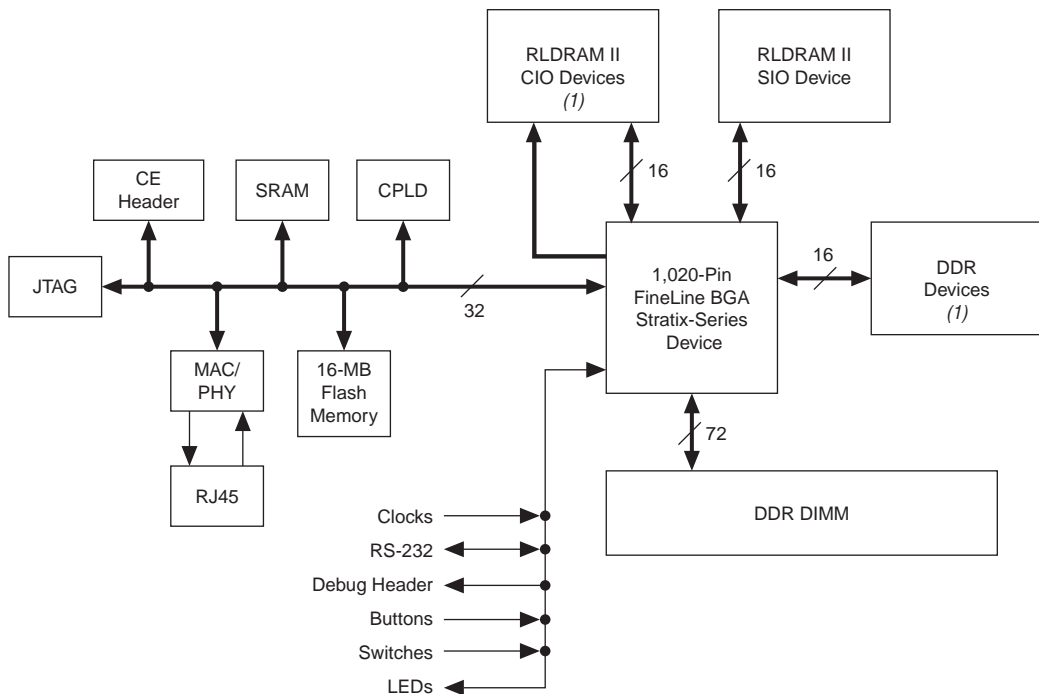 RLDRAM II
CIO Devices
(1)
RLDRAM II
SIO Device
16
16
CE
Header
SRAM
CPLD
JTAG
32
1,020-Pin
FineLine BGA
Stratix-Series
Device
16
DDR
Devices
(1)
MAC/
PHY
16-MB
Flash
Memory
RJ45
72
DDR DIMM
Clocks
RS-232
Debug Header
Buttons
Switches
LEDs